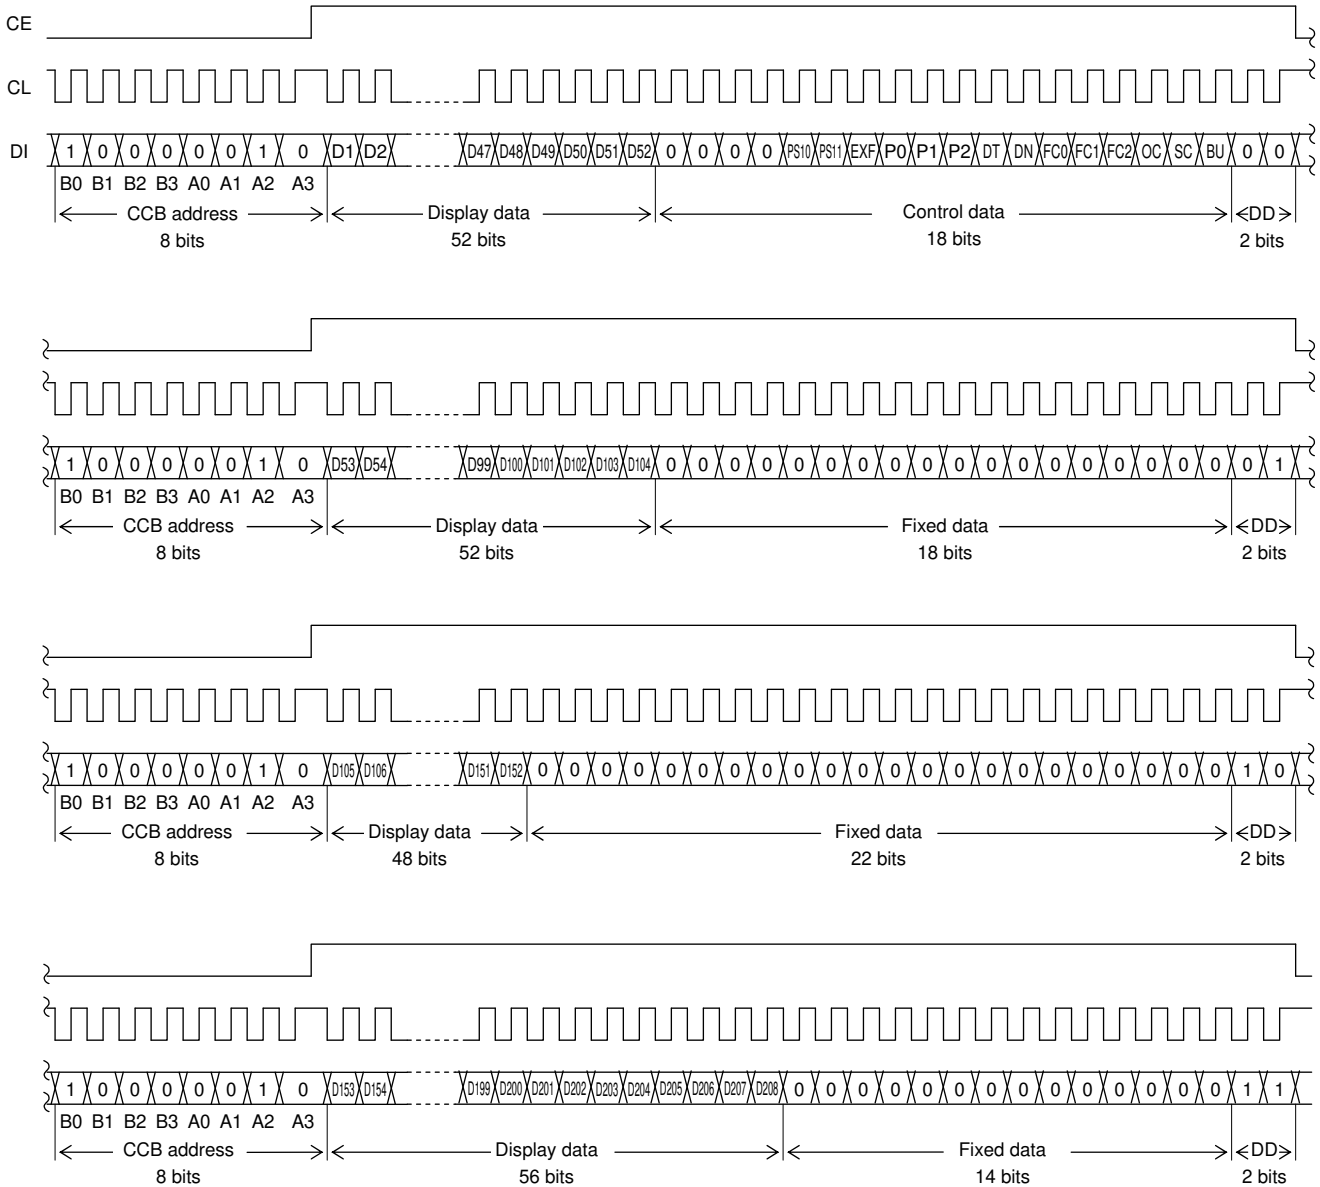 CE
CL
DI 1 0 0 0 0 0 1 0 D1 D2 D47 D48 D49 D50 D51 D52 0 0 0 0 PS10 PS11 EXF P0 P1 P2 DT DN FC0 FC1 FC2 OC SC BU 0 0
B0 B1 B2 B3 A0 A1 A2 A3
CCB address Display data Control data DD
8 bits 52 bits 18 bits 2 bits
1 0 0 0 0 0 1 0 D53 D54 D99 D100 D101 D102 D103 D104 0 0 0 0 0 0 0 0 0 0 0 0 0 0 0 0 0 0 0 1
B0 B1 B2 B3 A0 A1 A2 A3
CCB address Display data Fixed data DD
8 bits 52 bits 18 bits 2 bits
1 0 0 0 0 0 1 0 D105 D106 D151 D152 0 0 0 0 0 0 0 0 0 0 0 0 0 0 0 0 0 0 0 0 0 0 1 0
B0 B1 B2 B3 A0 A1 A2 A3
CCB address Display data Fixed data DD
8 bits 48 bits 22 bits 2 bits
1 0 0 0 0 0 1 0 D153 D154 D199 D200 D201 D202 D203 D204 D205 D206 D207 D208 0 0 0 0 0 0 0 0 0 0 0 0 0 0 1 1
B0 B1 B2 B3 A0 A1 A2 A3
CCB address Display data Fixed data DD
8 bits 56 bits 14 bits 2 bits